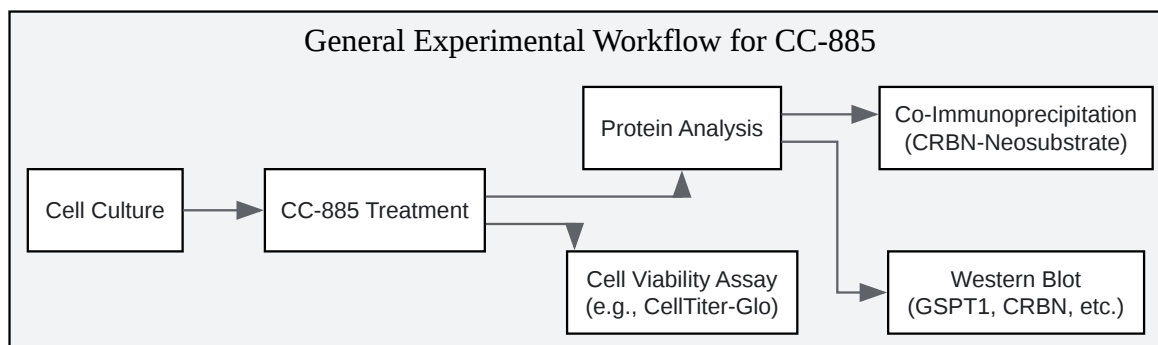 General Experimental Workflow for CC-885
Cell Culture
CC-885 Treatment
Protein Analysis
Cell Viability Assay
(e.g., CellTiter-Glo)
Co-Immunoprecipitation
(CRBN-Neosubstrate)
Western Blot
(GSPT1, CRBN, etc.)